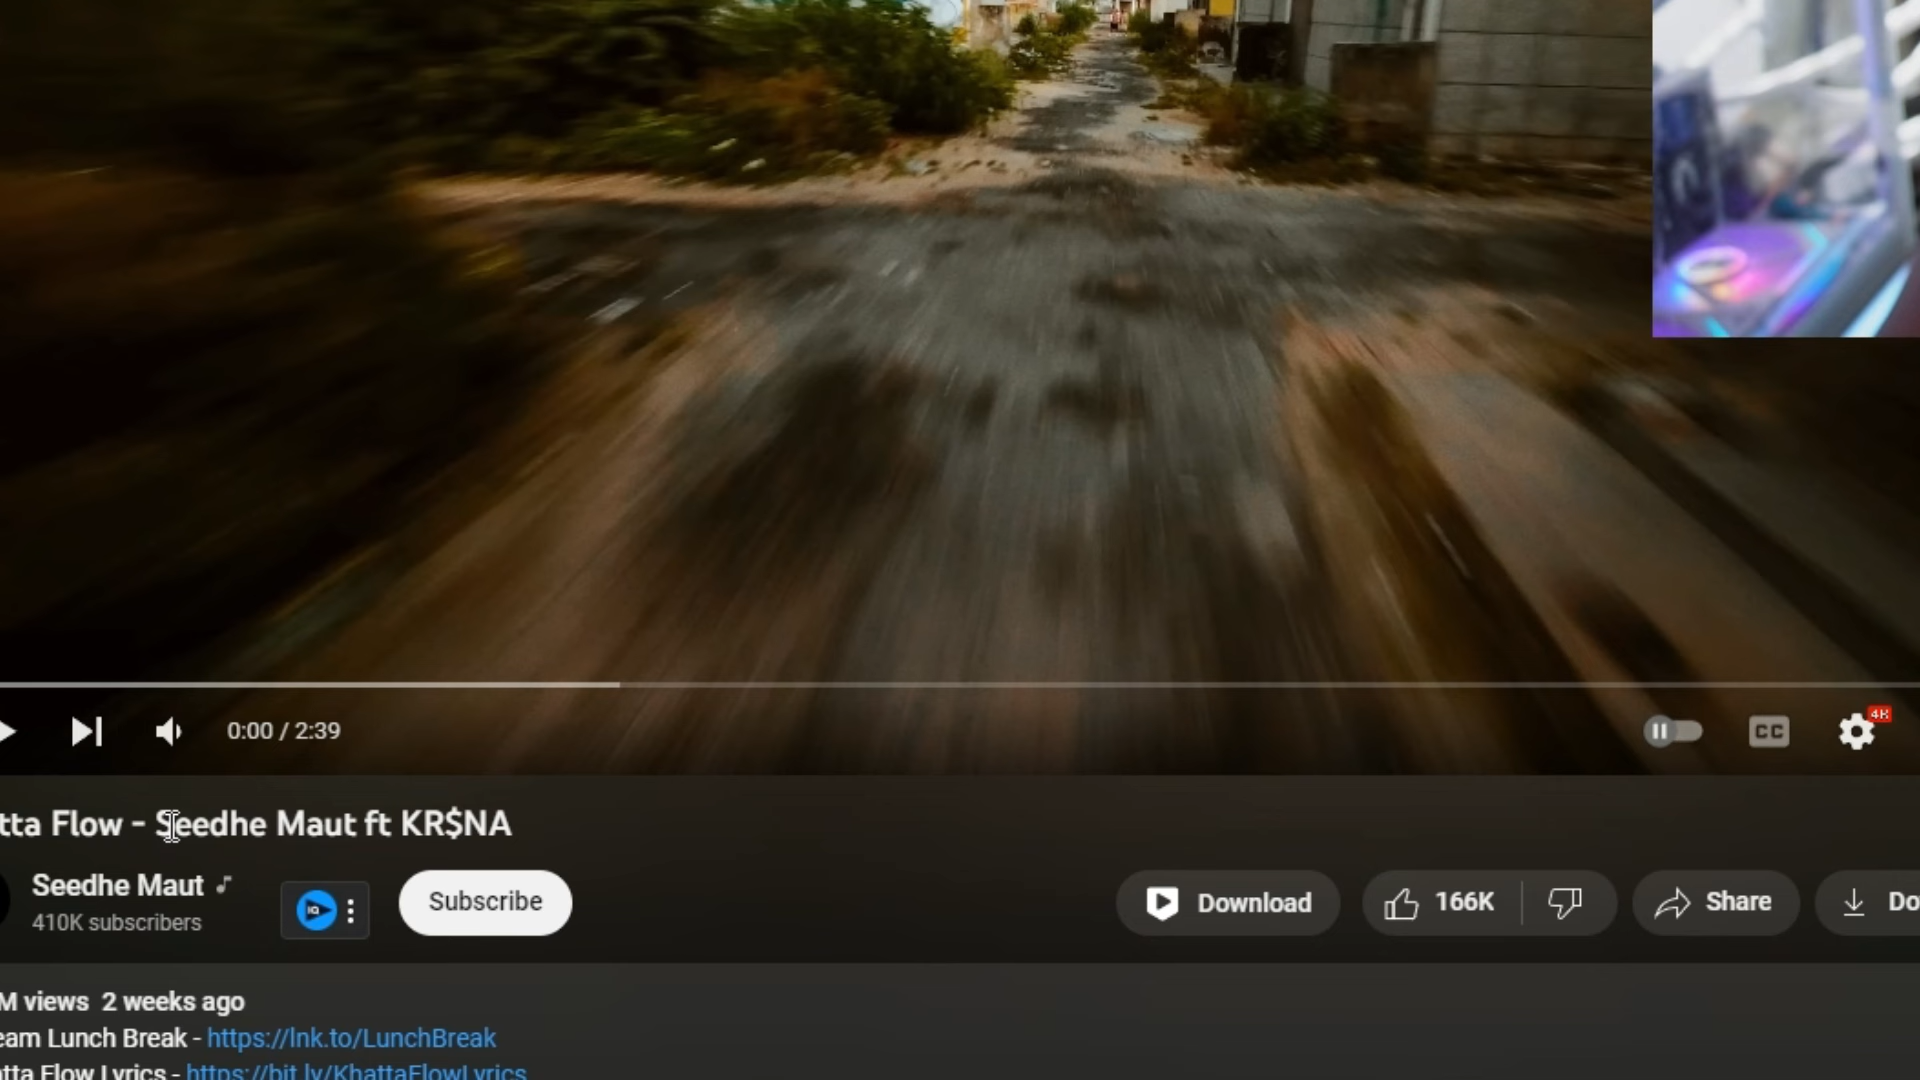 0:00 / 2:39
CC
4K
tta Flow - Seedhe Maut ft KR$NA
Seedhe Maut
410K subscribers
IQ
Subscribe
Download
166K
Share
Do
M views 2 weeks ago
eam Lunch Break - https://lnk.to/LunchBreak
tta Flow Lyrics - https://bit.ly/KhattaFlowLyrics